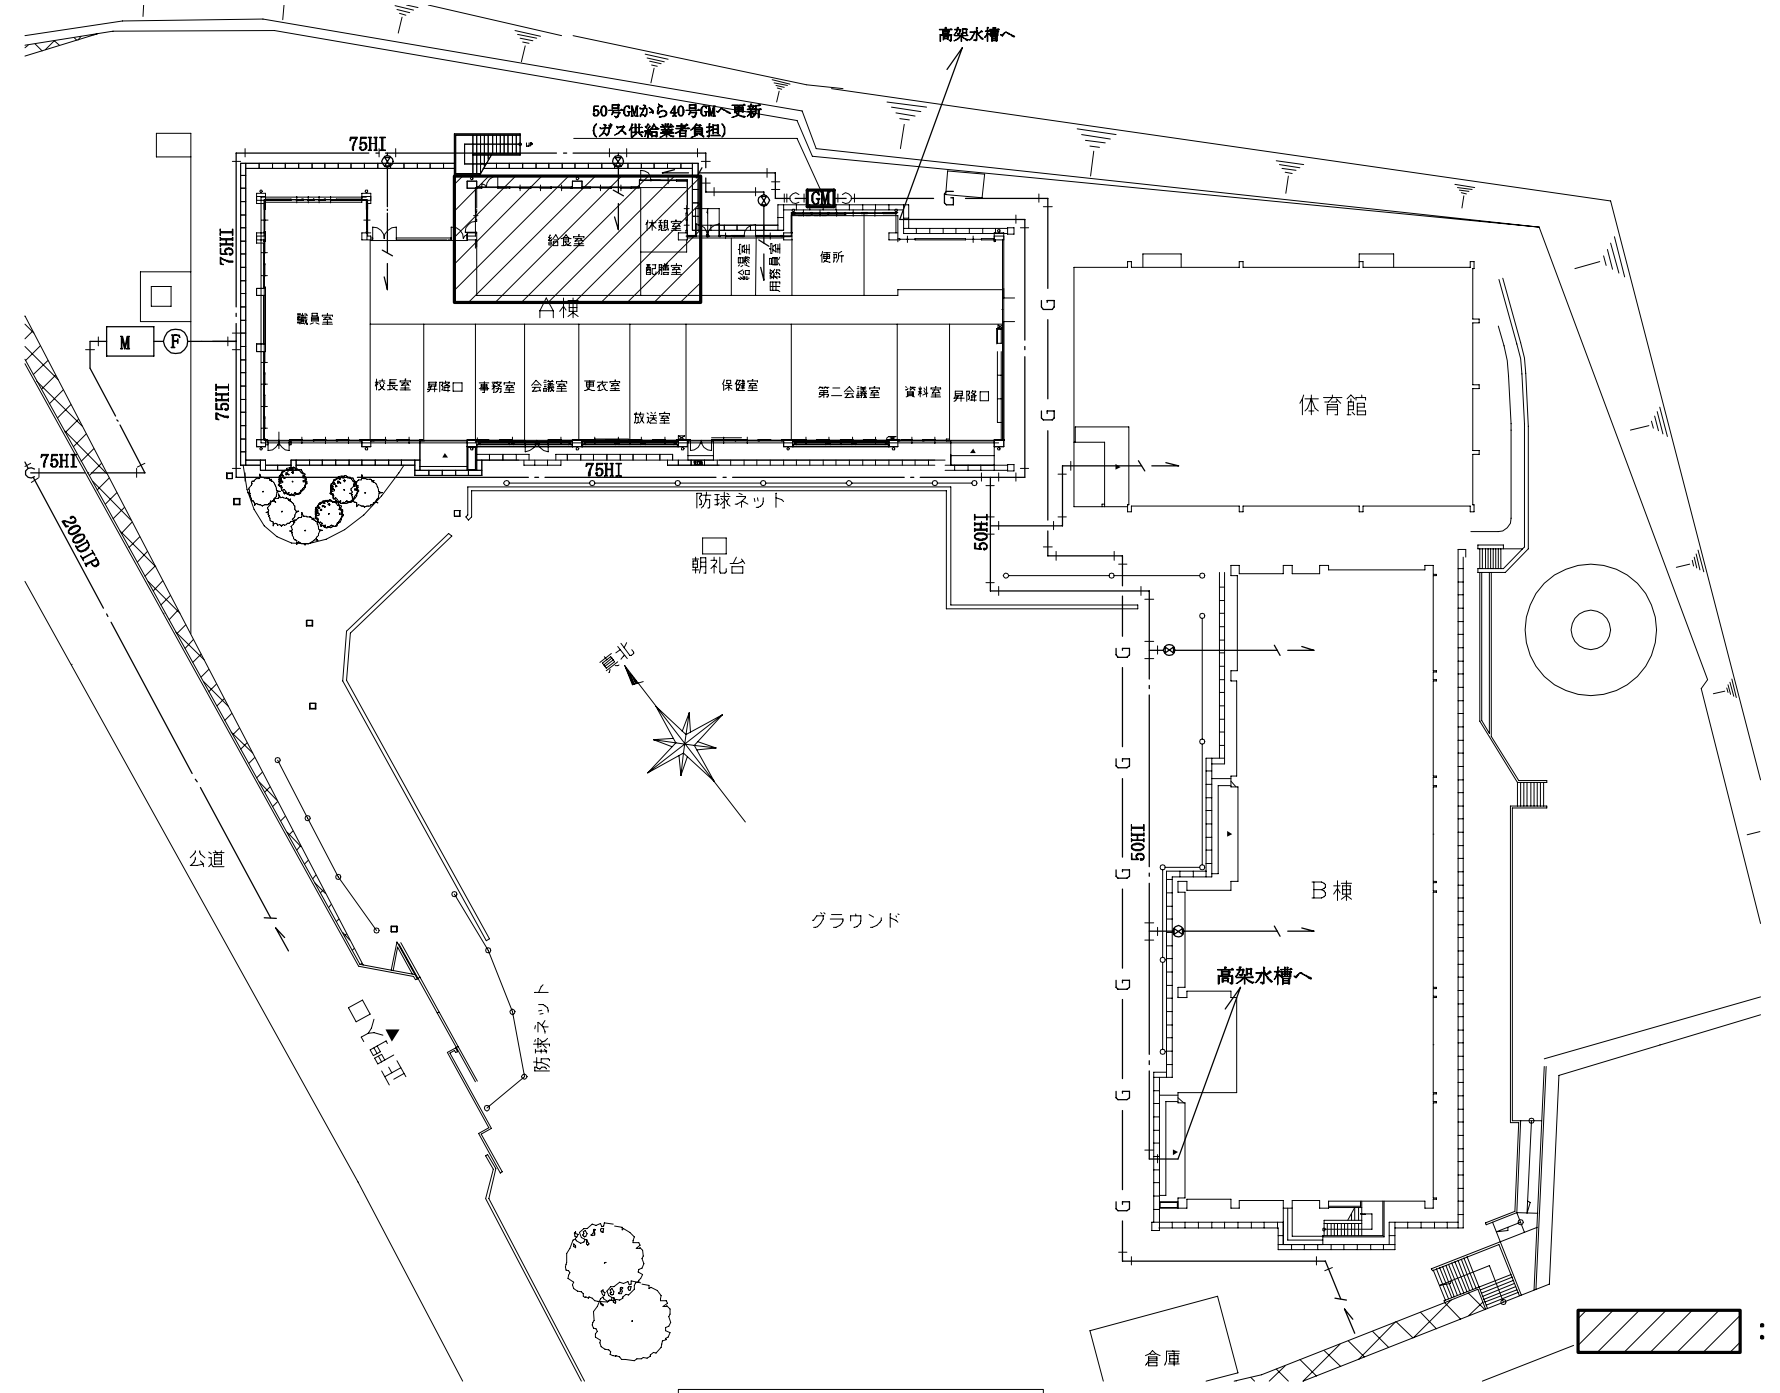 高架水槽へ
50号GMから40号GMへ更新
(ガス供給業者負担)
75HI
UP
GM
G
75HI
給食室
休憩室
配膳室
給湯室
用務員室
便所
A棟
職員室
G
M
F
75HI
校長室
昇降口
事務室
会議室
更衣室
放送室
保健室
第二会議室
資料室
昇降口
G
体育館
75HI
75HI
防球ネット
200DIP
50HI
朝礼台
真北
G
G
50HI
公道
G
B棟
グラウンド
高架水槽へ
G
防球ネット
正門入口
G
G
倉庫
: